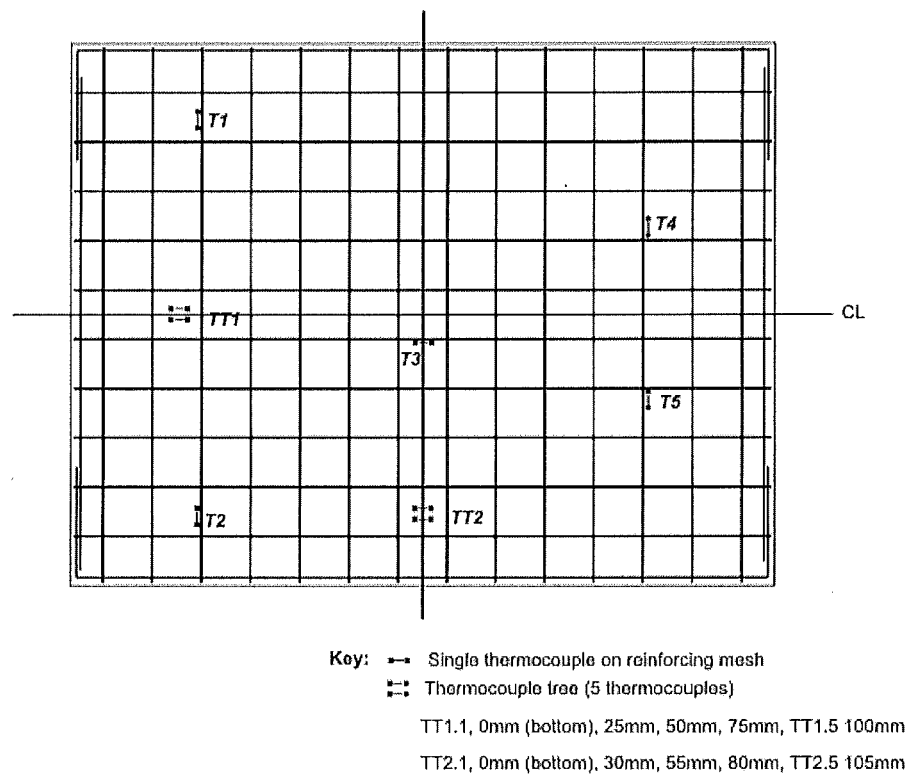 T1
T4
TT1
CL
T3
T5
T2
TT2
Key: Single thermocouple on reinforcing mesh
Thermocouple tree (5 thermocouples)
TT1.1, 0mm (bottom), 25mm, 50mm, 75mm, TT1.5 100mm
TT2.1, 0mm (bottom), 30mm, 55mm, 80mm, TT2.5 105mm